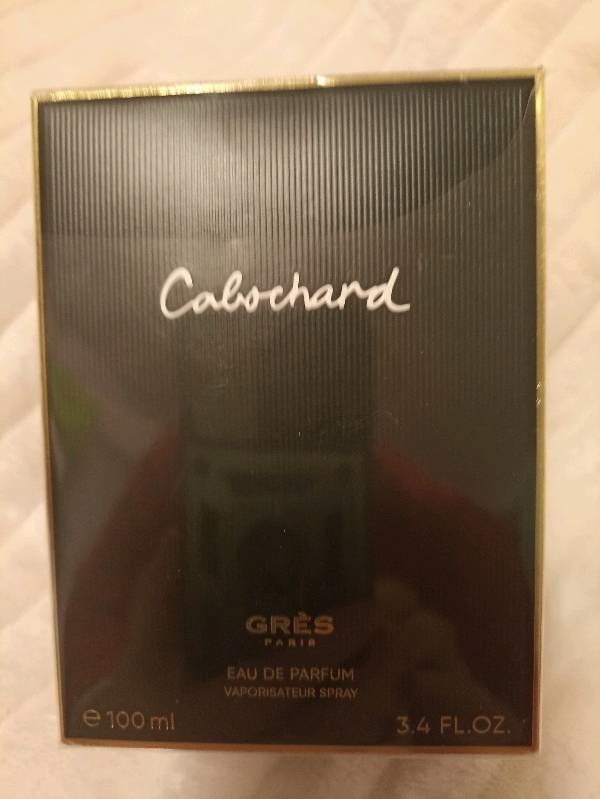 Cabochard
GRÈS
PARIS
EAU DE PARFUM
VAPORISATEUR SPRAY
℮ 100 ml
3.4 FL.OZ.